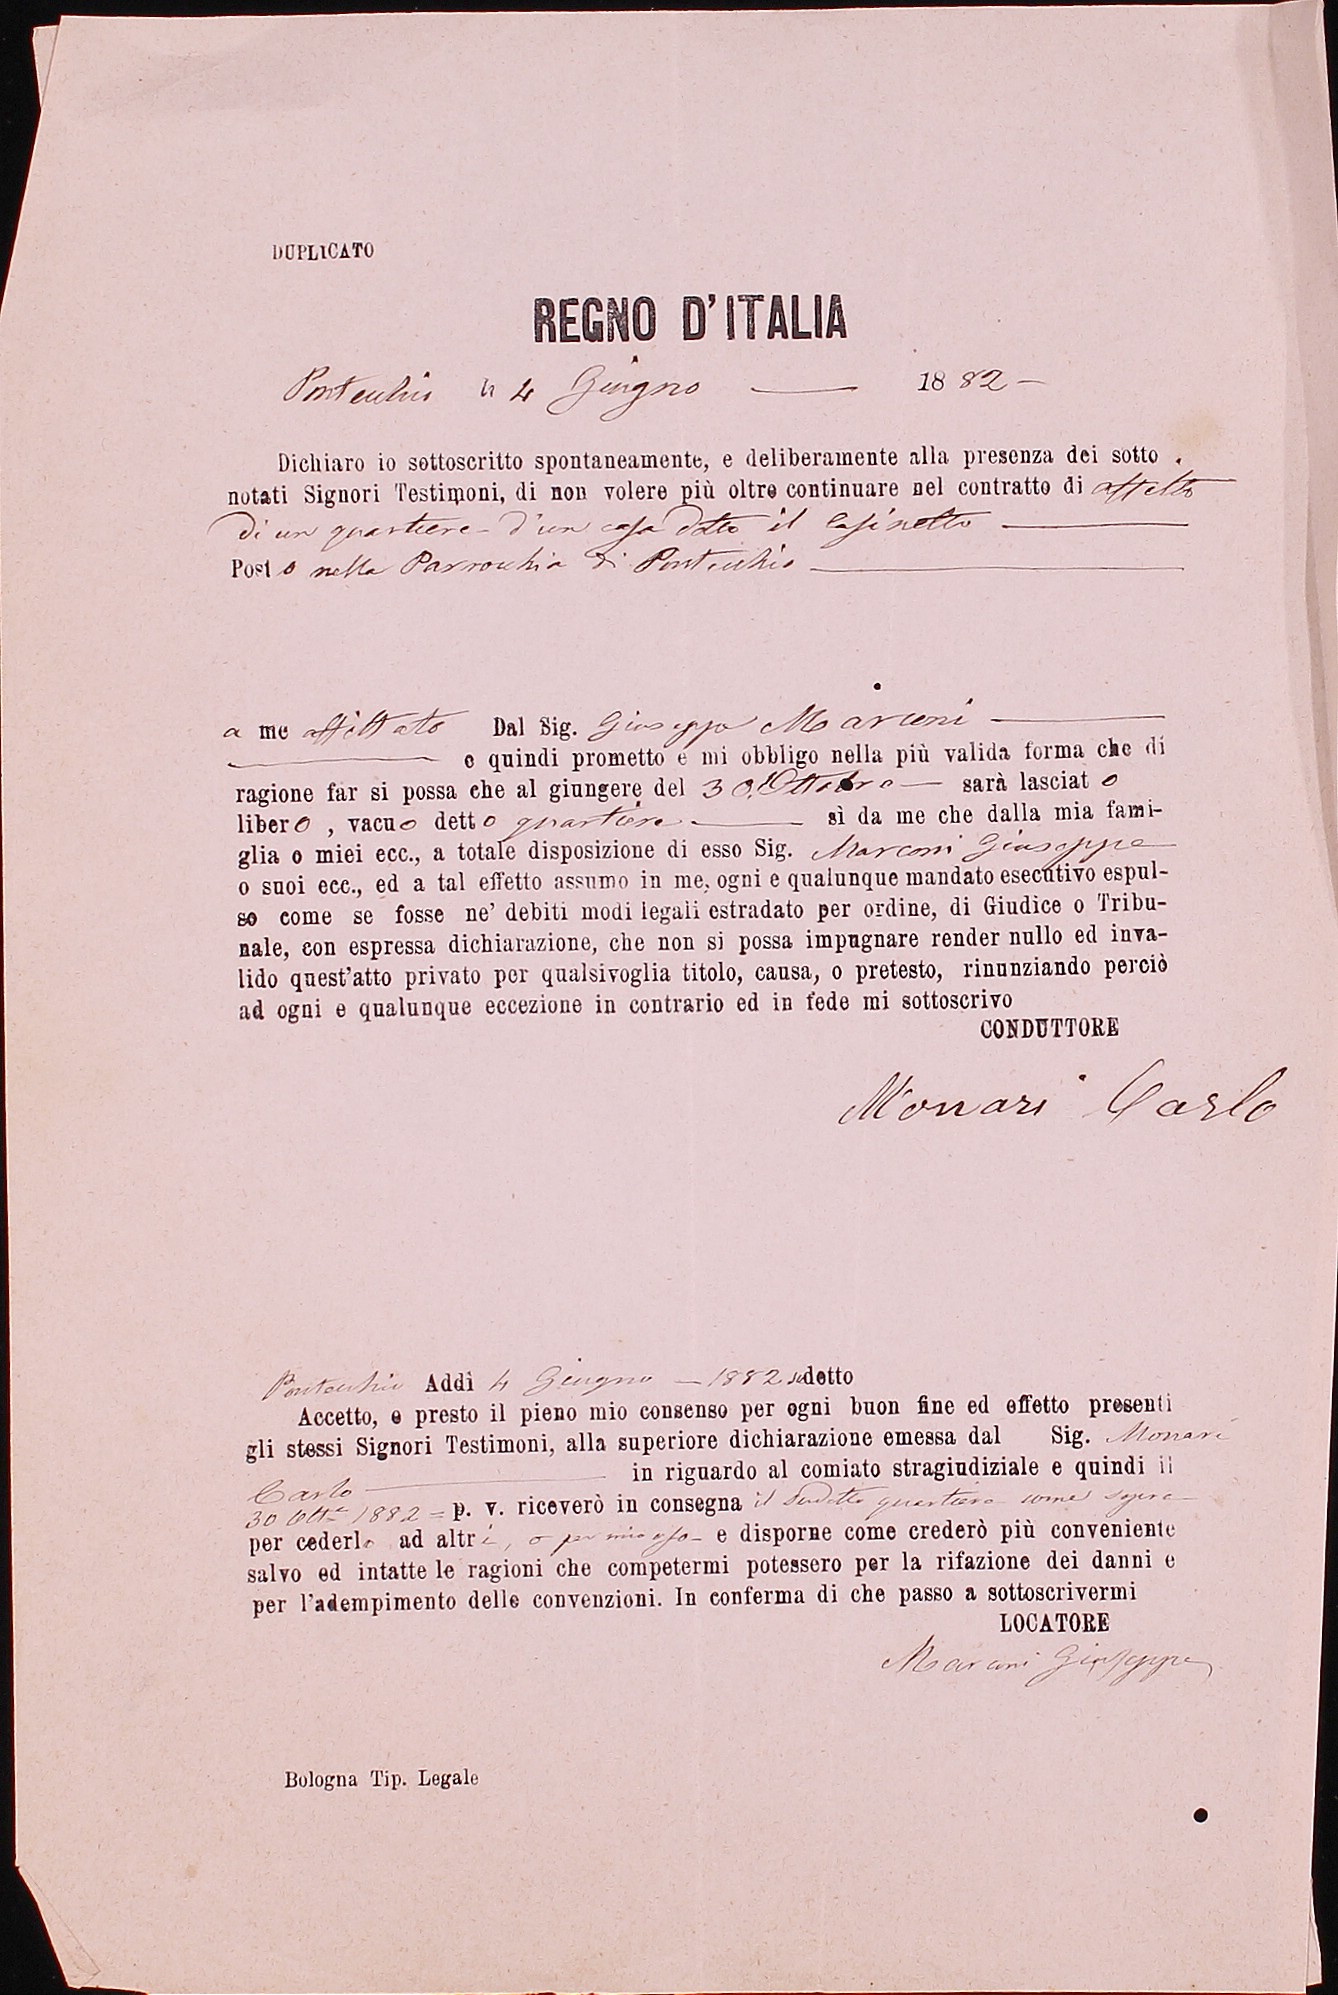 DUPLICATO
REGNO D'ITALIA
Pontecchio li 4 Giugno 1882
Dichiaro io sottoscritto spontaneamente, e deliberamente alla presenza dei sotto
notati Signori Testimoni, di non volere più oltre continuare nel contratto di affitto
di un quartiere d'un casa detto il Casinetto
Posto nella Parrocchia di Pontecchio
a me affittato Dal Sig. Giuseppe Marconi
e quindi prometto e mi obbligo nella più valida forma che di
ragione far si possa che al giungere del 30 Ottobre sarà lasciato
libero, vacuo detto quartiere sì da me che dalla mia fami-
glia o miei ecc., a totale disposizione di esso Sig. Marconi Giuseppe
o suoi ecc., ed a tal effetto assumo in me, ogni e qualunque mandato esecutivo espul-
so come se fosse ne' debiti modi legali estradato per ordine, di Giudice o Tribu-
nale, con espressa dichiarazione, che non si possa impugnare render nullo ed inva-
lido quest'atto privato per qualsivoglia titolo, causa, o pretesto, rinunziando perciò
ad ogni e qualunque eccezione in contrario ed in fede mi sottoscrivo
CONDUTTORE
Monari Carlo
Pontecchio Addì 4 Giugno - 1882 sudetto
Accetto, e presto il pieno mio consenso per ogni buon fine ed effetto presenti
gli stessi Signori Testimoni, alla superiore dichiarazione emessa dal Sig. Monari
Carlo in riguardo al comiato stragiudiziale e quindi il
30 Ottre 1882 = p. v. riceverò in consegna il sudetto quartiere come sopra
per cederlo ad altri, o per mio uso e disporne come crederò più conveniente
salvo ed intatte le ragioni che competermi potessero per la rifazione dei danni e
per l'adempimento delle convenzioni. In conferma di che passo a sottoscrivermi
LOCATORE
Marconi Giuseppe
Bologna Tip. Legale